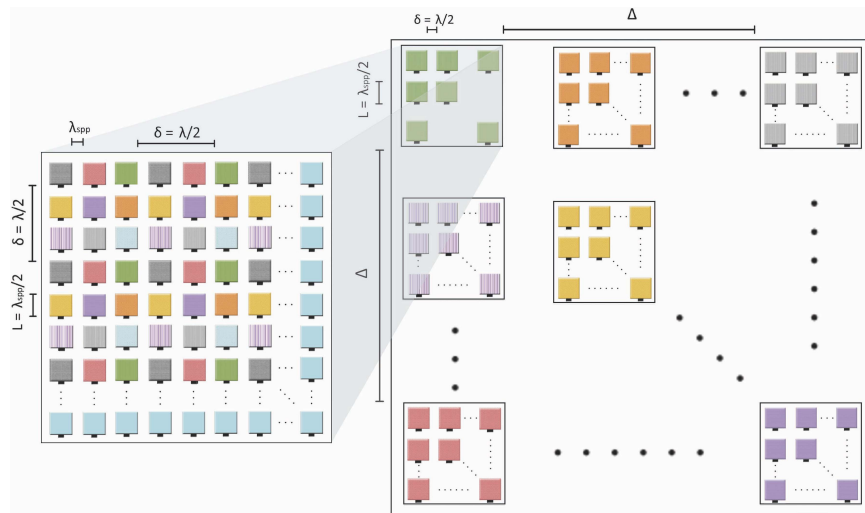 δ = λ/2
Δ
L = λspp/2
λspp
δ = λ/2
δ = λ/2
L = λspp/2
Δ